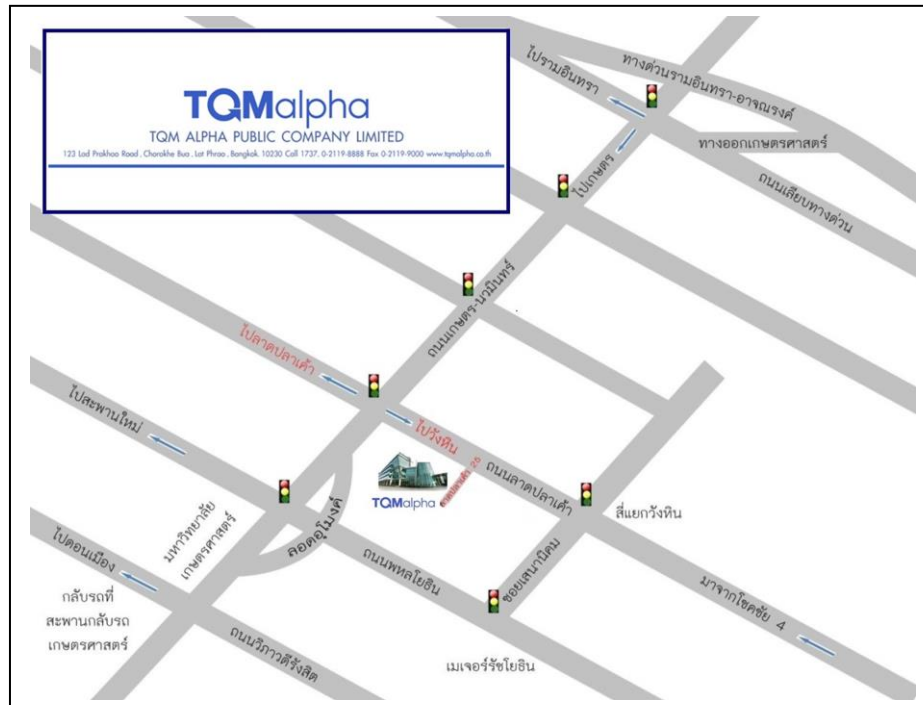 TQMalpha
TQM ALPHA PUBLIC COMPANY LIMITED
123 Lad Prakhao Road , Chorakhe Bua , Lat Phrao , Bangkok. 10230 Call 1737, 0-2119-8888 Fax 0-2119-9000 www.tqmalpha.co.th
ไปรามอินทรา
ทางด่วนรามอินทรา-อาจณรงค์
ทางออกเกษตรศาสตร์
ไปเกษตร
ถนนเลียบทางด่วน
ถนนเกษตร-นวมินทร์
ไปลาดปลาเค้า
ไปวังหิน
ไปสะพานใหม่
ลาดปลาเค้า 25
ถนนลาดปลาเค้า
TQMalpha
สี่แยกวังหิน
มหาวิทยาลัย
เกษตรศาสตร์
ลอดอุโมงค์
ไปดอนเมือง
ถนนพหลโยธิน
ซอยเสนานิคม
มาจากโชคชัย 4
กลับรถที่
สะพานกลับรถ
เกษตรศาสตร์
ถนนวิภาวดีรังสิต
เมเจอร์รัชโยธิน